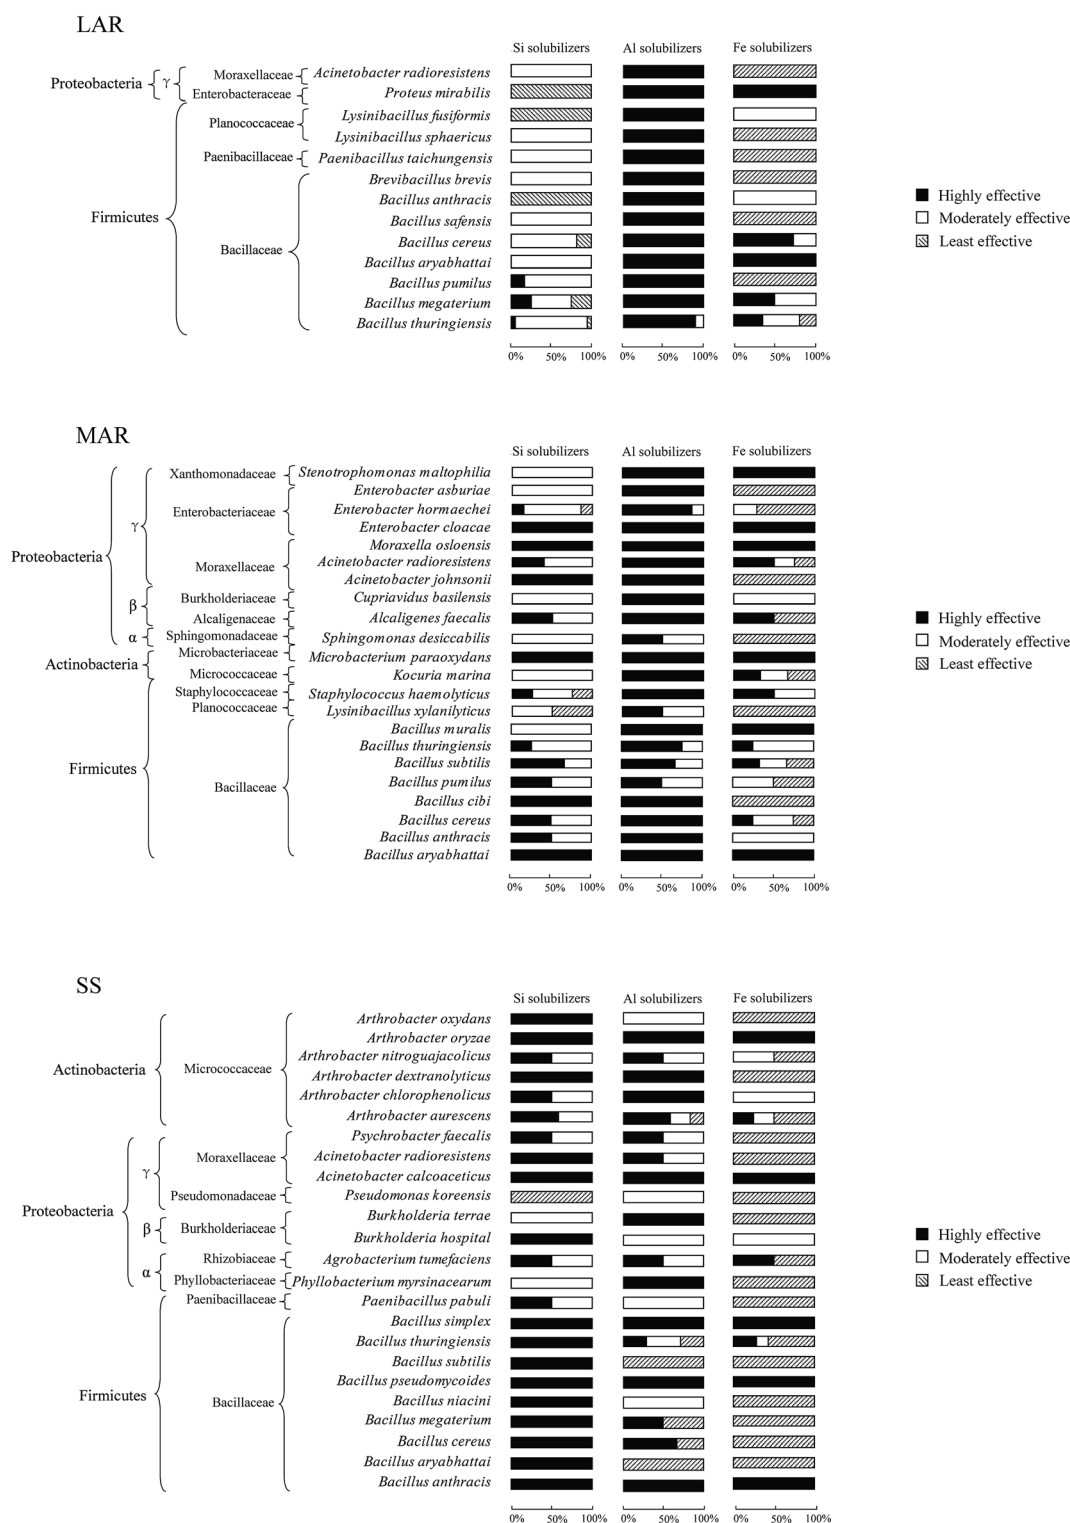 LAR
Si solubilizers Al solubilizers Fe solubilizers
Moraxellaceae Acinetobacter radioresistens
Proteobacteria γ
Enterobacteraceae Proteus mirabilis
Lysinibacillus fusiformis
Planococcaceae
Lysinibacillus sphaericus
Paenibacillaceae Paenibacillus taichungensis
Brevibacillus brevis
Highly effective
Bacillus anthracis
Firmicutes
Bacillus safensis
Moderately effective
Bacillus cereus
Least effective
Bacillaceae
Bacillus aryabhattai
Bacillus pumilus
Bacillus megaterium
Bacillus thuringiensis
0% 50% 100% 0% 50% 100% 0% 50% 100%
MAR
Si solubilizers Al solubilizers Fe solubilizers
Xanthomonadaceae Stenotrophomonas maltophilia
Enterobacter asburiae
Enterobacteriaceae Enterobacter hormaechei
γ Enterobacter cloacae
Moraxella osloensis
Proteobacteria
Moraxellaceae Acinetobacter radioresistens
Acinetobacter johnsonii
β Burkholderiaceae Cupriavidus basilensis
Alcaligenaceae Alcaligenes faecalis
Highly effective
α Sphingomonadaceae Sphingomonas desiccabilis
Moderately effective
Actinobacteria Microbacteriaceae Microbacterium paraoxydans
Least effective
Micrococcaceae Kocuria marina
Staphylococcaceae Staphylococcus haemolyticus
Planococcaceae Lysinibacillus xylanilyticus
Bacillus muralis
Bacillus thuringiensis
Firmicutes
Bacillus subtilis
Bacillaceae Bacillus pumilus
Bacillus cibi
Bacillus cereus
Bacillus anthracis
Bacillus aryabhattai
0% 50% 100% 0% 50% 100% 0% 50% 100%
SS
Si solubilizers Al solubilizers Fe solubilizers
Arthrobacter oxydans
Arthrobacter oryzae
Arthrobacter nitroguajacolicus
Actinobacteria Micrococcaceae
Arthrobacter dextranolyticus
Arthrobacter chlorophenolicus
Arthrobacter aurescens
Psychrobacter faecalis
γ Moraxellaceae Acinetobacter radioresistens
Acinetobacter calcoaceticus
Pseudomonadaceae Pseudomonas koreensis
Proteobacteria
Burkholderia terrae
β Burkholderiaceae
Burkholderia hospital
Highly effective
Rhizobiaceae Agrobacterium tumefaciens
Moderately effective
α
Phyllobacteriaceae Phyllobacterium myrsinacearum
Least effective
Paenibacillaceae Paenibacillus pabuli
Bacillus simplex
Bacillus thuringiensis
Bacillus subtilis
Bacillus pseudomycoides
Firmicutes
Bacillaceae Bacillus niacini
Bacillus megaterium
Bacillus cereus
Bacillus aryabhattai
Bacillus anthracis
0% 50% 100% 0% 50% 100% 0% 50% 100%